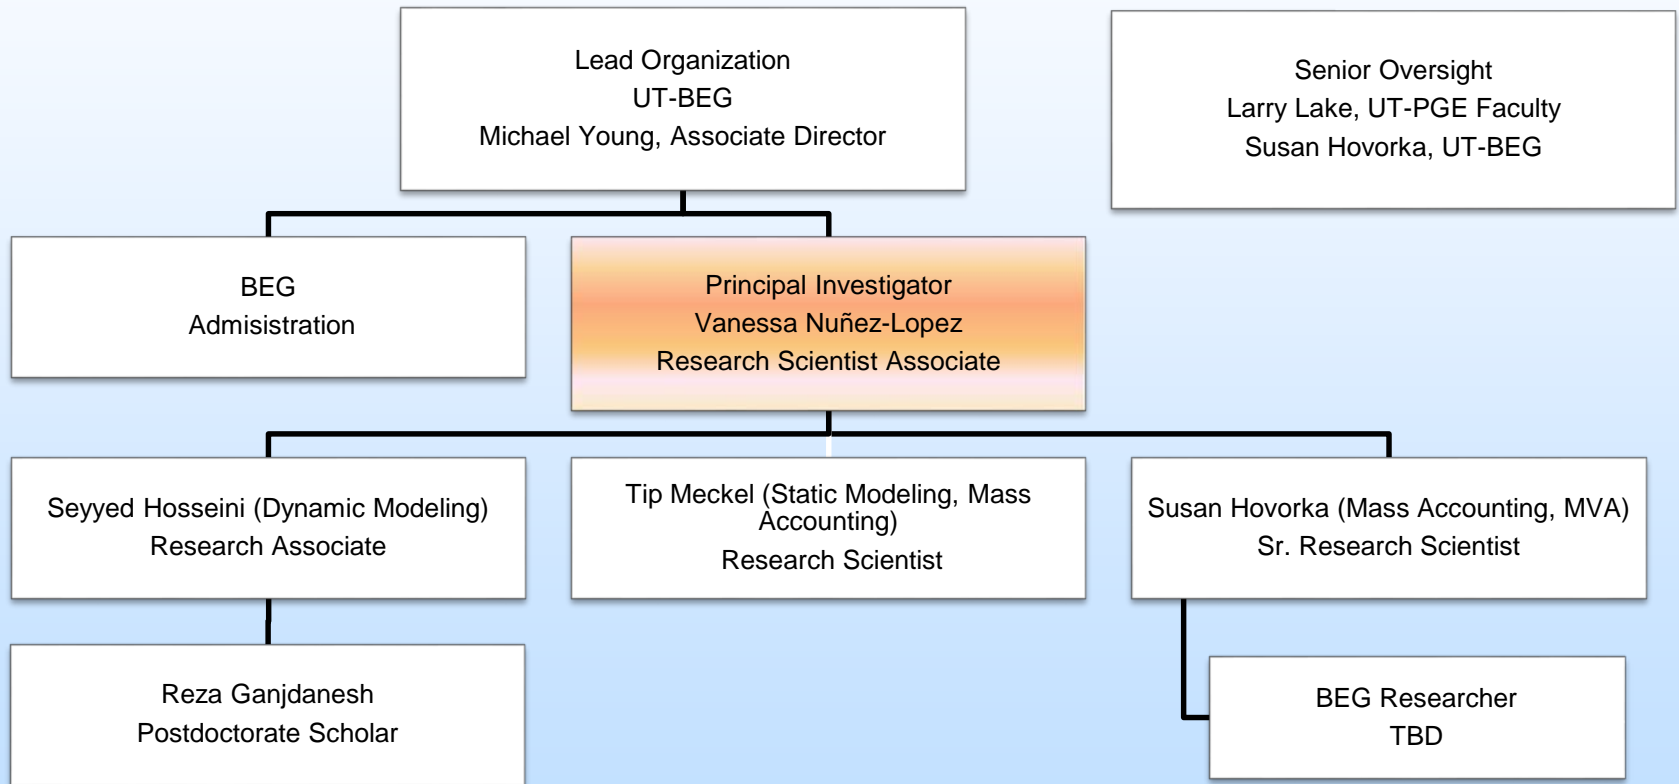 Lead Organization
UT-BEG
Michael Young, Associate Director
Senior Oversight
Larry Lake, UT-PGE Faculty
Susan Hovorka, UT-BEG
BEG
Admisistration
Principal Investigator
Vanessa Nuñez-Lopez
Research Scientist Associate
Seyyed Hosseini (Dynamic Modeling)
Research Associate
Tip Meckel (Static Modeling, Mass
Accounting)
Research Scientist
Susan Hovorka (Mass Accounting, MVA)
Sr. Research Scientist
Reza Ganjdanesh
Postdoctorate Scholar
BEG Researcher
TBD